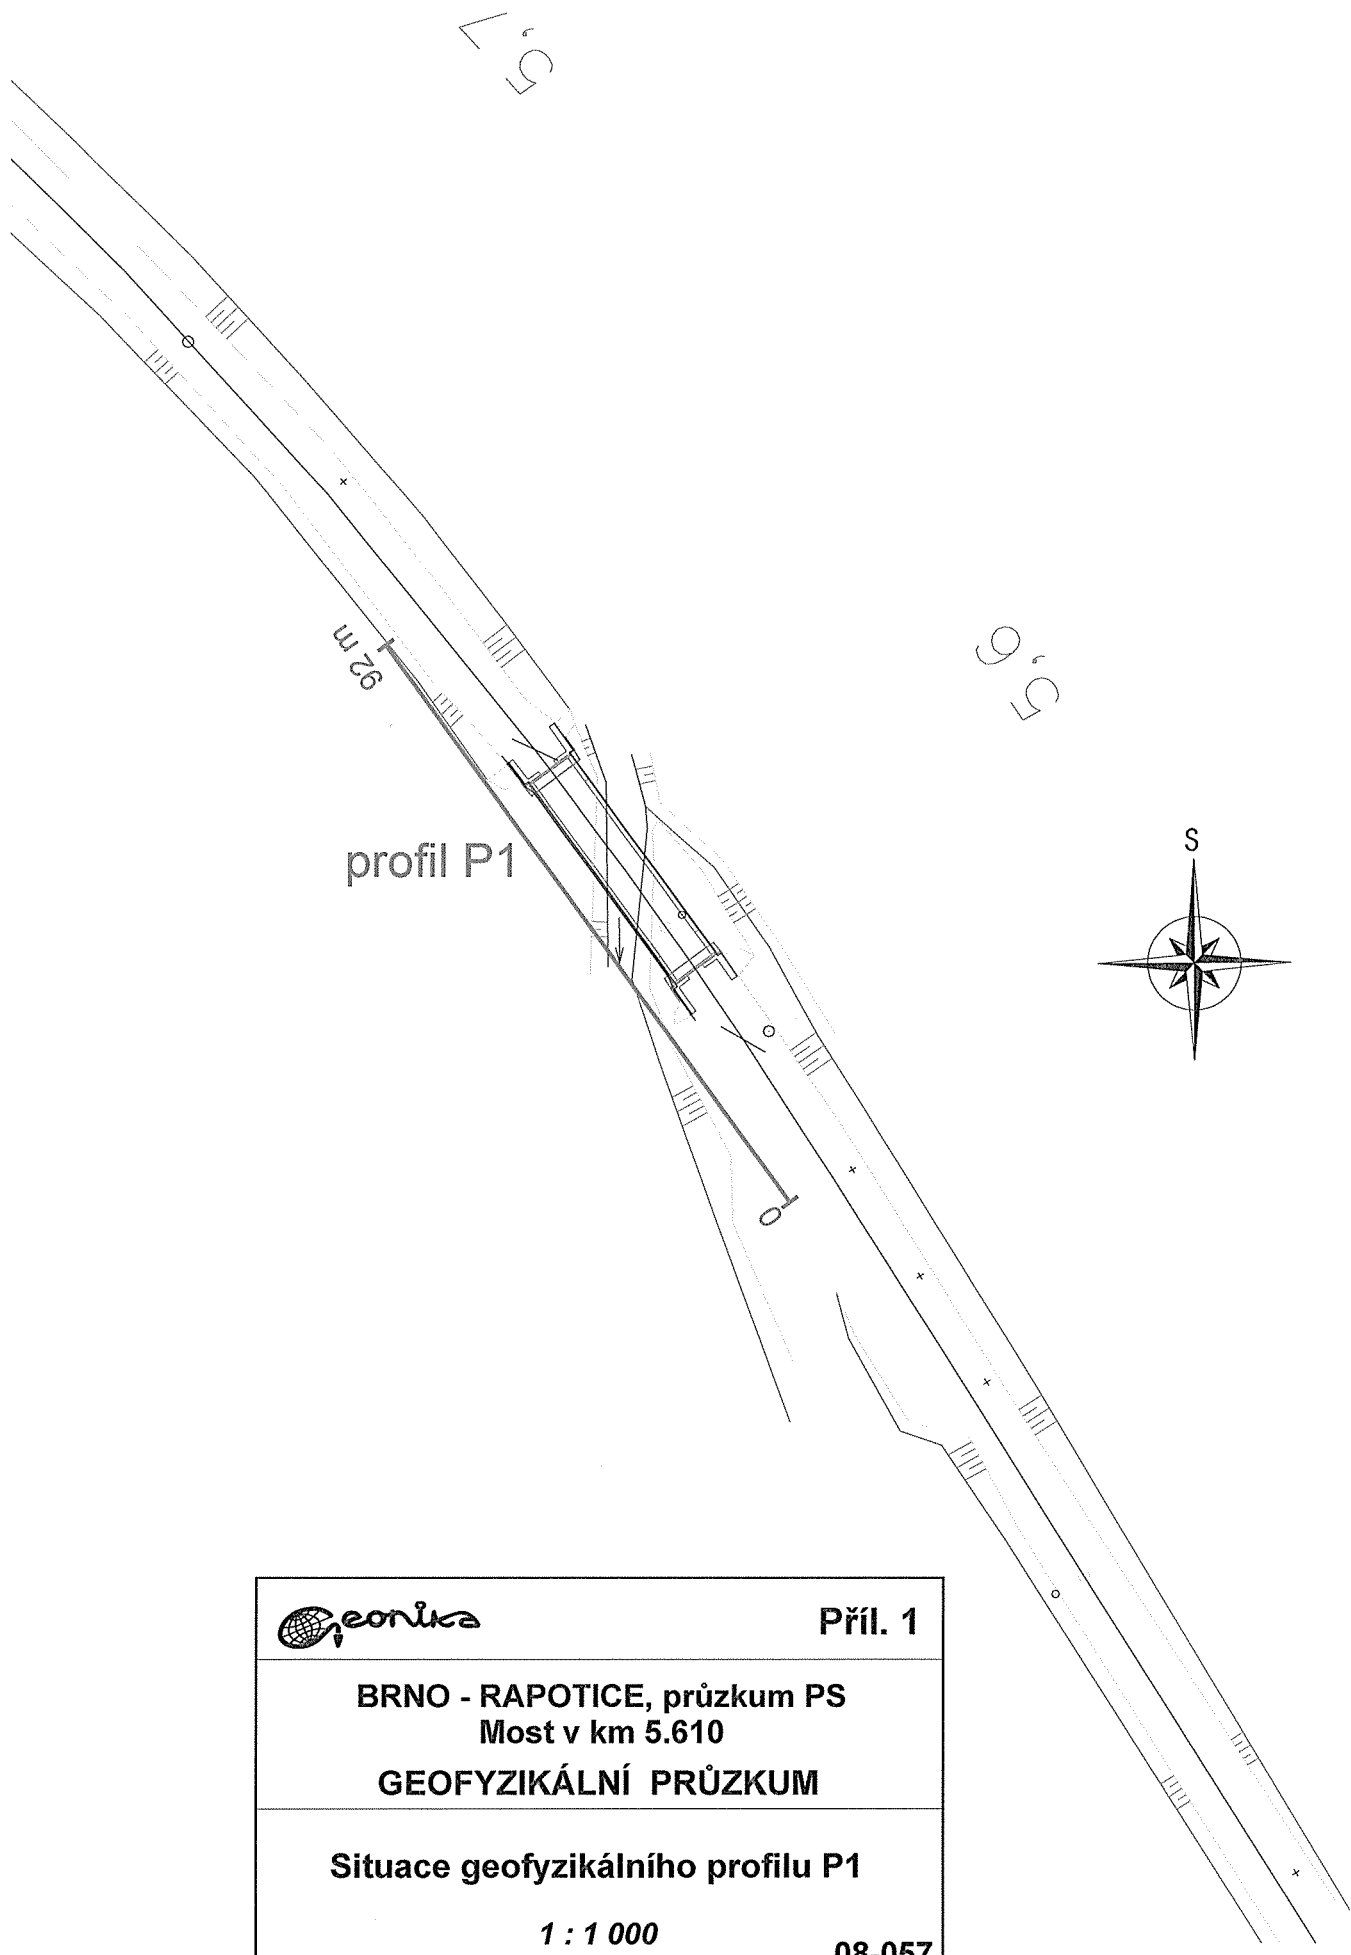 5,7
5,6
92 m
profil P1
S
0
Geonika
Příl. 1
BRNO - RAPOTICE, průzkum PS
Most v km 5.610
GEOFYZIKÁLNÍ PRŮZKUM
Situace geofyzikálního profilu P1
1 : 1 000
08-057